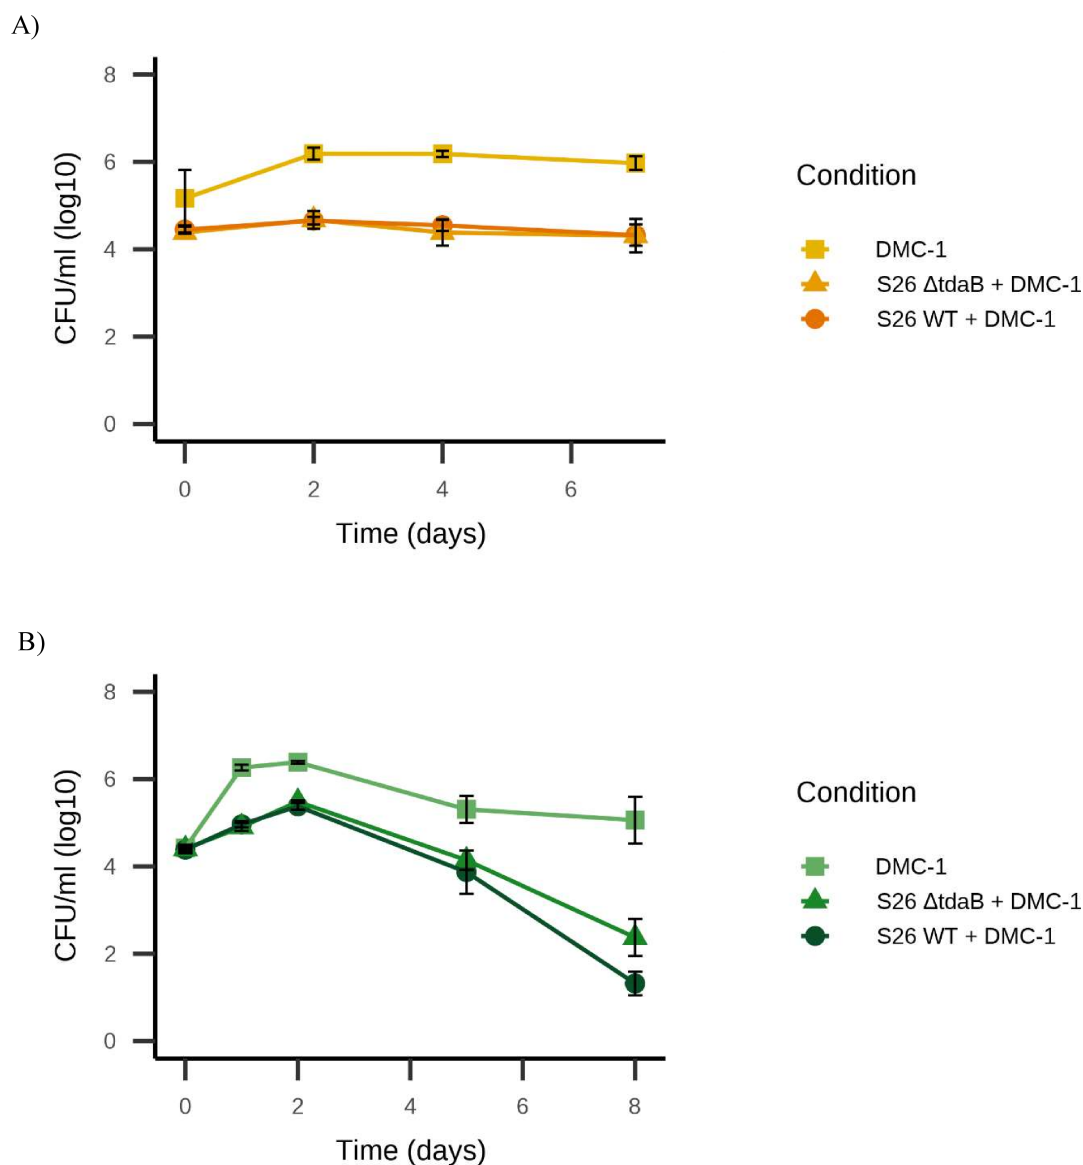 A)
8
6
4
2
0
CFU/ml (log10)
0 2 4 6
Time (days)
Condition
DMC-1
S26 ΔtdaB + DMC-1
S26 WT + DMC-1
B)
8
6
4
2
0
CFU/ml (log10)
0 2 4 6 8
Time (days)
Condition
DMC-1
S26 ΔtdaB + DMC-1
S26 WT + DMC-1